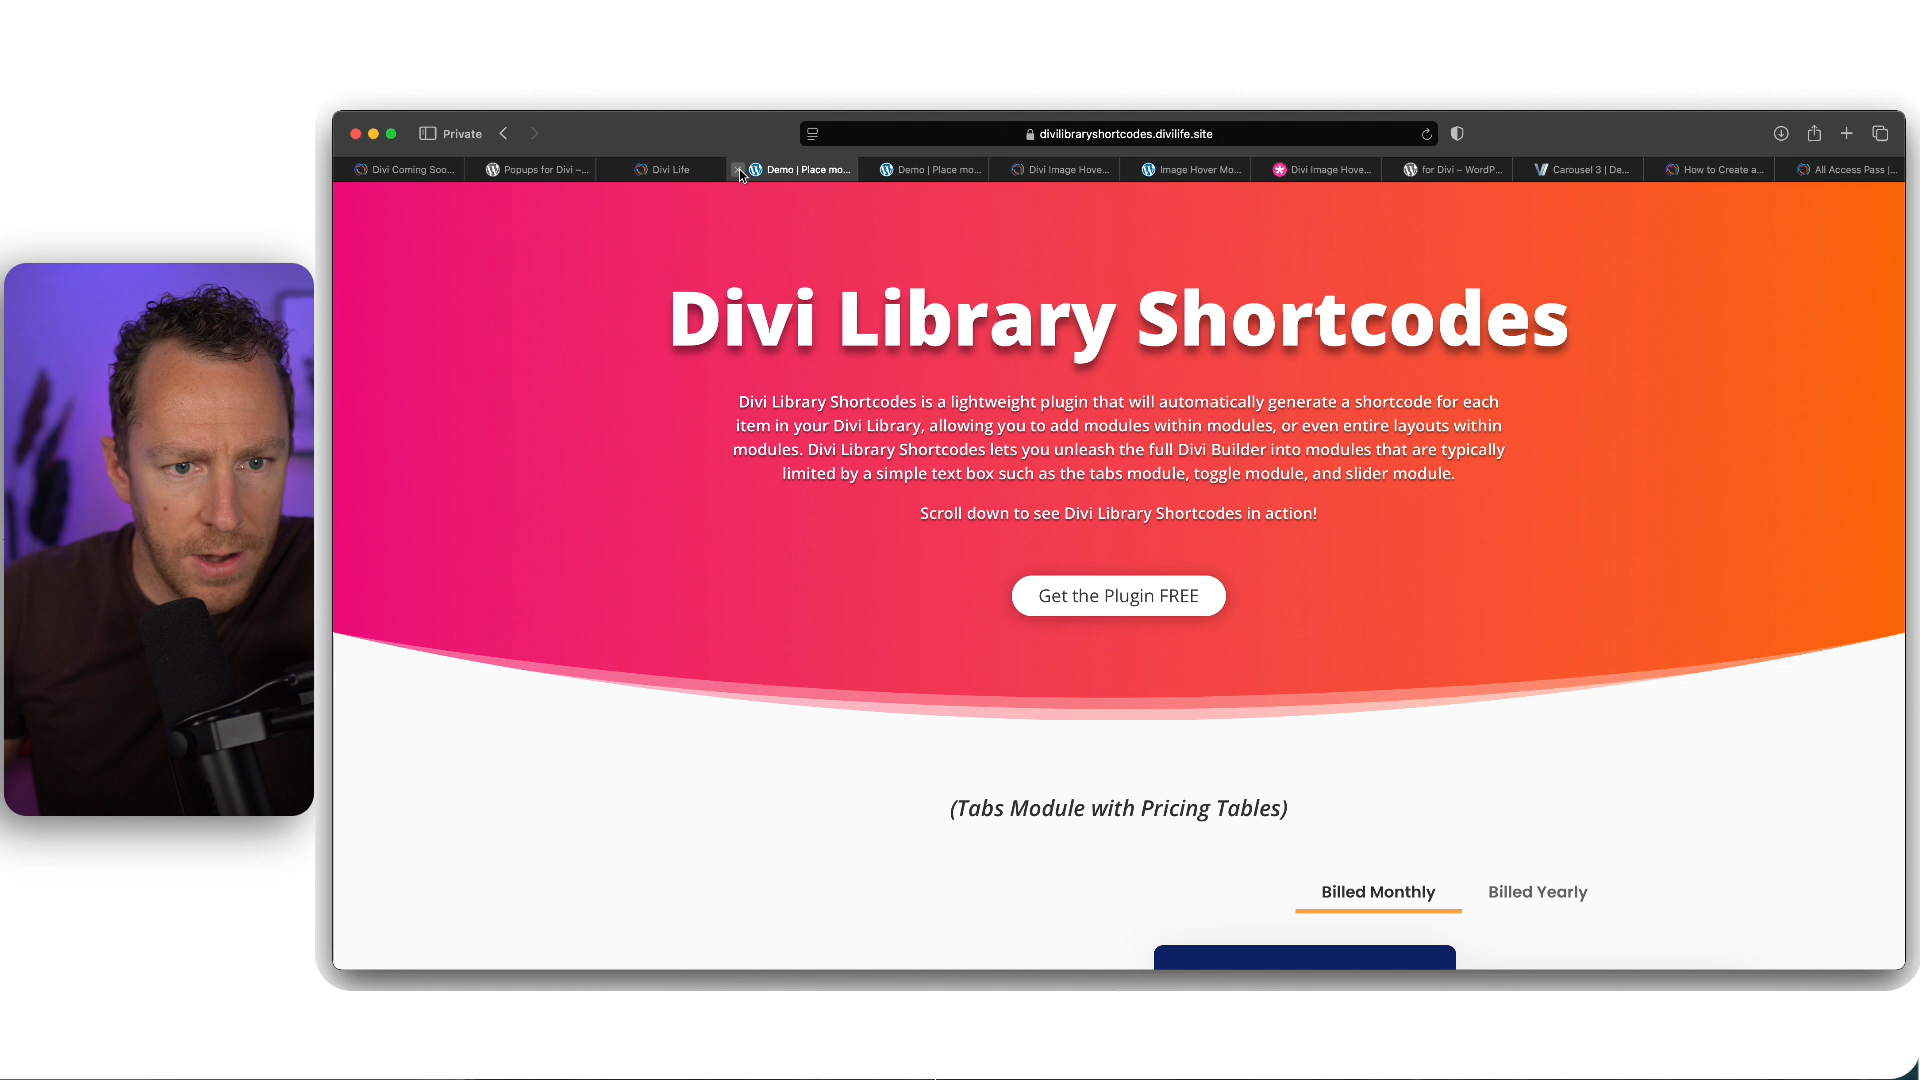 Private
divilibraryshortcodes.divilife.site
Divi Coming Soo...
Popups for Divi –...
Divi Life
Demo | Place mo...
Demo | Place mo...
Divi Image Hove...
Image Hover Mo...
Divi Image Hove...
for Divi – WordP...
Carousel 3 | De...
How to Create a...
All Access Pass |...
Divi Library Shortcodes
Divi Library Shortcodes is a lightweight plugin that will automatically generate a shortcode for each
item in your Divi Library, allowing you to add modules within modules, or even entire layouts within
modules. Divi Library Shortcodes lets you unleash the full Divi Builder into modules that are typically
limited by a simple text box such as the tabs module, toggle module, and slider module.
Scroll down to see Divi Library Shortcodes in action!
Get the Plugin FREE
(Tabs Module with Pricing Tables)
Billed Monthly
Billed Yearly